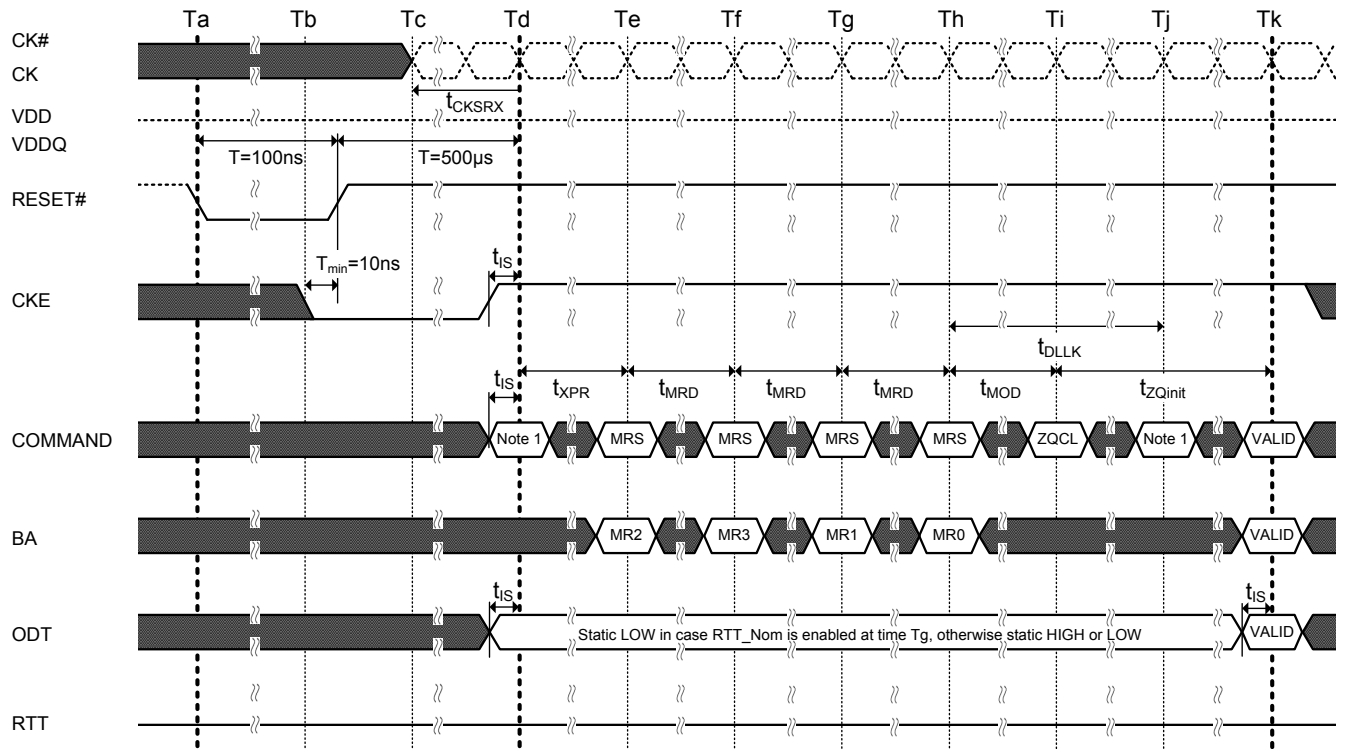 Ta Tb Tc Td Te Tf Tg Th Ti Tj Tk
CK#
CK
tCKSRX
VDD
VDDQ
T=100ns T=500µs
RESET#
Tmin=10ns tIS
CKE
tDLLK
tIS tXPR tMRD tMRD tMRD tMOD tZQinit
COMMAND Note 1 MRS MRS MRS MRS ZQCL Note 1 VALID
BA MR2 MR3 MR1 MR0 VALID
tIS tIS
ODT Static LOW in case RTT_Nom is enabled at time Tg, otherwise static HIGH or LOW VALID
RTT